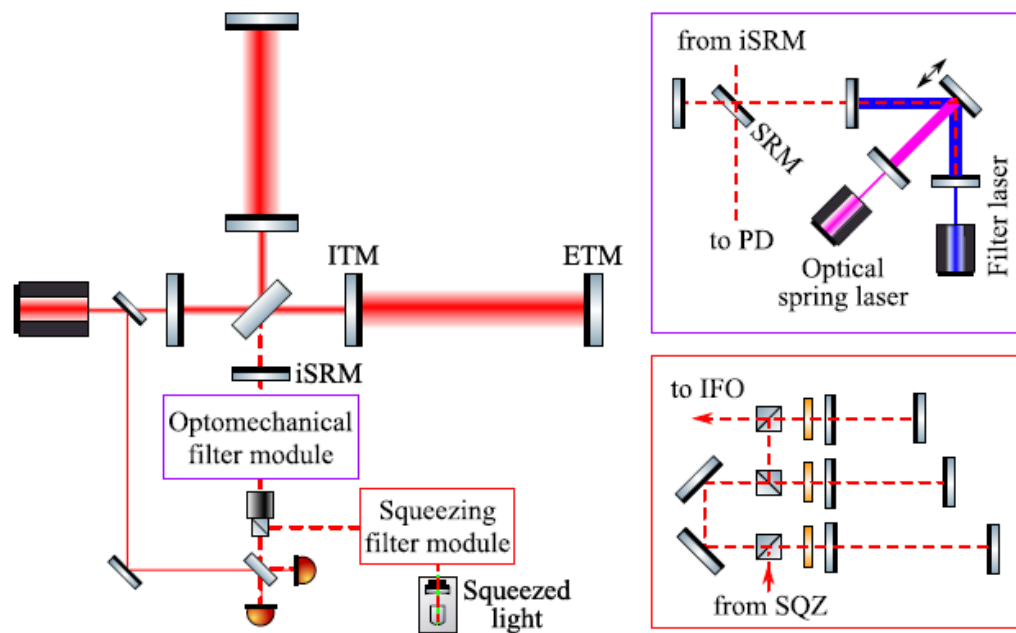 ITM
ETM
iSRM
Optomechanical
filter module
Squeezing
filter module
Squeezed
light
from iSRM
SRM
to PD
Optical
spring laser
Filter laser
to IFO
from SQZ